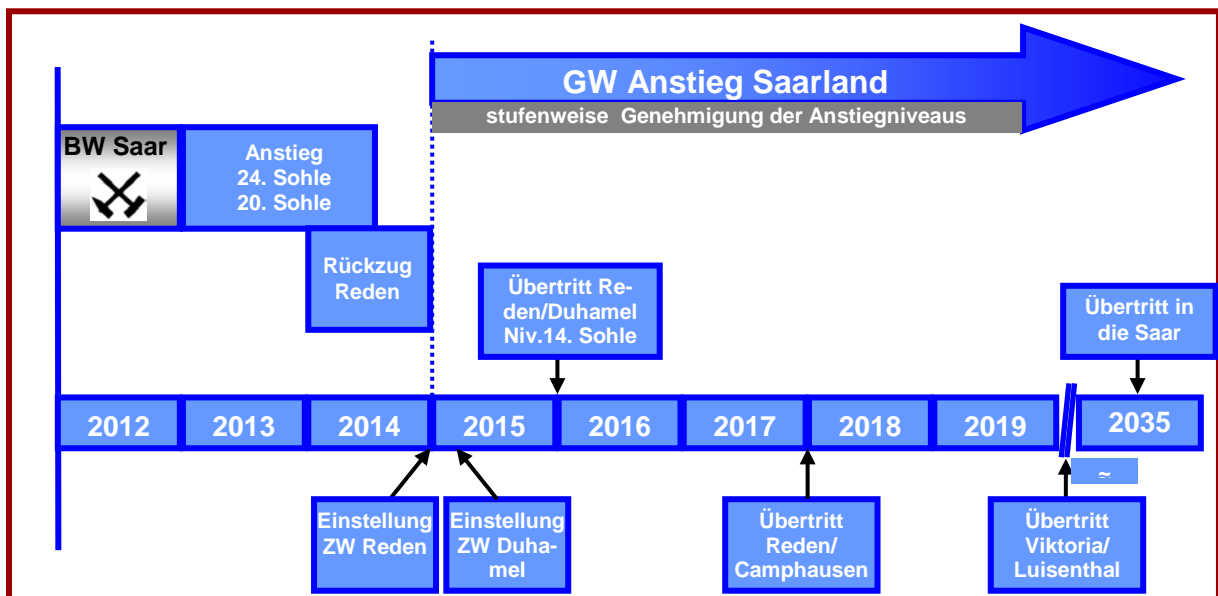 GW Anstieg Saarland
stufenweise Genehmigung der Anstiegniveaus
BW Saar
Anstieg
24. Sohle
20. Sohle
Rückzug
Reden
Übertritt Re-
den/Duhamel
Niv.14. Sohle
Übertritt in
die Saar
2012 2013 2014 2015 2016 2017 2018 2019 2035
~
Einstellung
ZW Reden
Einstellung
ZW Duha-
mel
Übertritt
Reden/
Camphausen
Übertritt
Viktoria/
Luisenthal